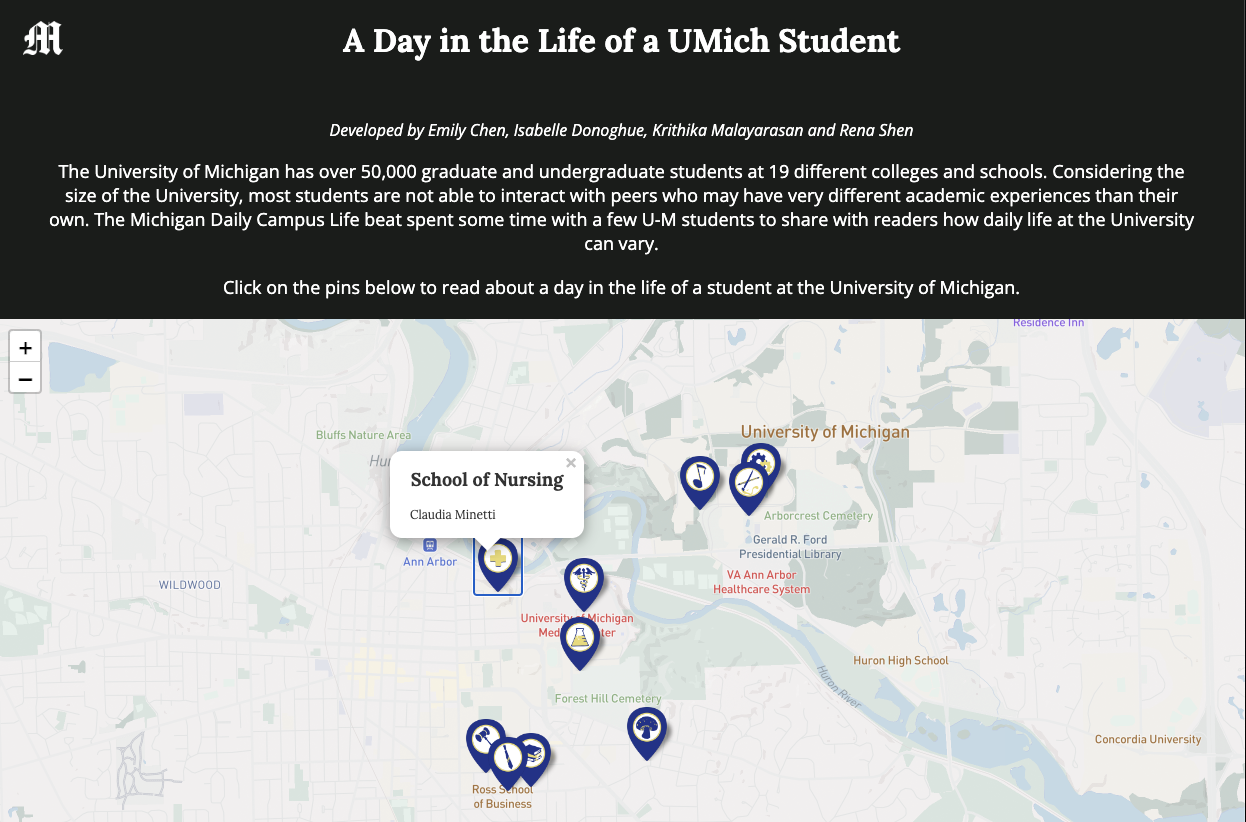 M
A Day in the Life of a UMich Student
Developed by Emily Chen, Isabelle Donoghue, Krithika Malayarasan and Rena Shen
The University of Michigan has over 50,000 graduate and undergraduate students at 19 different colleges and schools. Considering the
size of the University, most students are not able to interact with peers who may have very different academic experiences than their
own. The Michigan Daily Campus Life beat spent some time with a few U-M students to share with readers how daily life at the University
can vary.
Click on the pins below to read about a day in the life of a student at the University of Michigan.
Residence Inn
+
−
University of Michigan
Bluffs Nature Area
×
School of Nursing
Claudia Minetti
Arborcrest Cemetery
Gerald R. Ford
Presidential Library
Ann Arbor
VA Ann Arbor
Healthcare System
WILDWOOD
University of Michigan
Huron High School
Huron River
Forest Hill Cemetery
Concordia University
Ross School
of Business